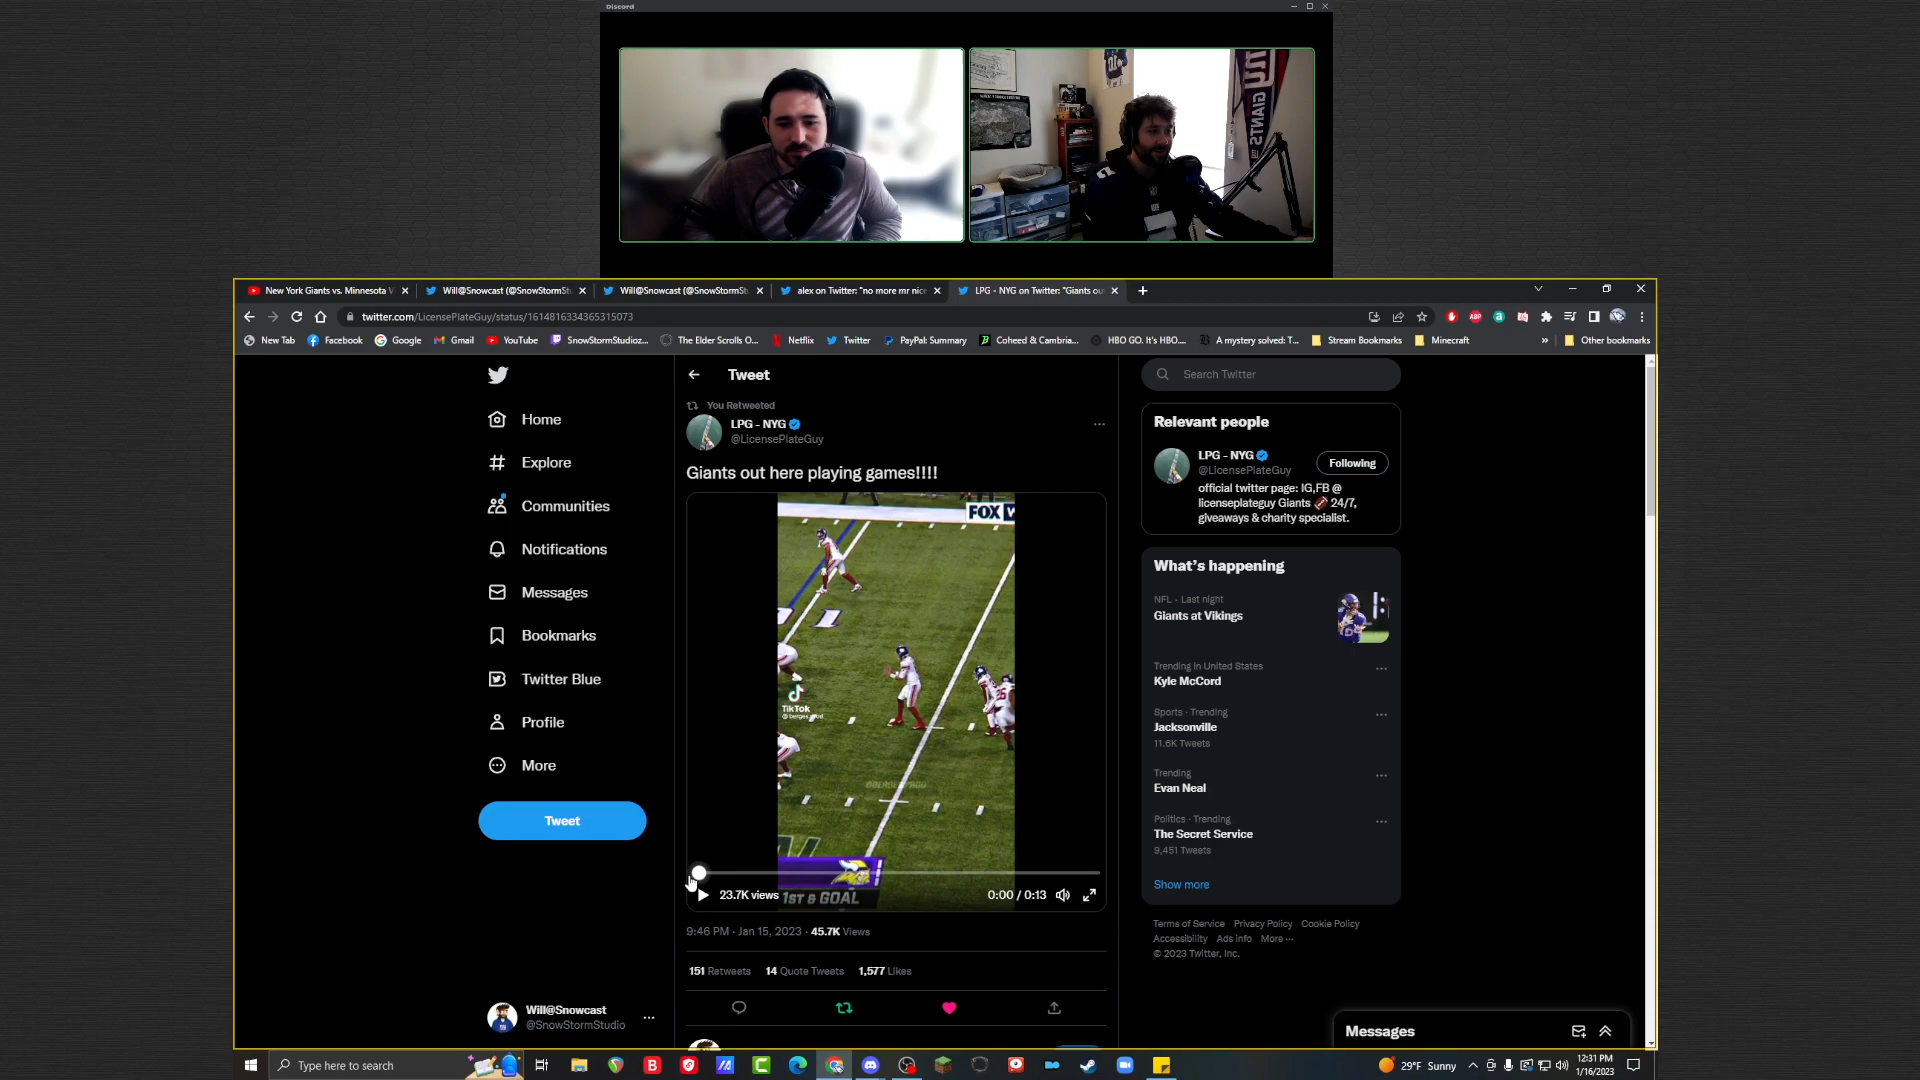 Discord
GIANTS
New York Giants vs. Minnesota V
Will@Snowcast (@SnowStormSt
Will@Snowcast (@SnowStormSt
alex on Twitter: "no more mr nice
LPG - NYG on Twitter: "Giants ou
twitter.com/LicensePlateGuy/status/1614816334365315073
New Tab
Facebook
Google
Gmail
YouTube
SnowStormStudioz...
The Elder Scrolls O...
Netflix
Twitter
PayPak Summary
Coheed & Cambria...
HBO GO. It's HBO....
A mystery solved: T...
Stream Bookmarks
Minecraft
Other bookmarks
Home
Explore
Communities
Notifications
Messages
Bookmarks
Twitter Blue
Profile
More
Tweet
Will@Snowcast
@SnowStormStudio
Tweet
You Retweeted
LPG - NYG
@LicensePlateGuy
Giants out here playing games!!!!
FOX
TikTok
1ST & GOAL
23.7K views
0:00 / 0:13
9:46 PM · Jan 15, 2023 · 45.7K Views
151 Retweets 14 Quote Tweets 1,577 Likes
Search Twitter
Relevant people
LPG - NYG
@LicensePlateGuy
Following
official twitter page: IG,FB @
licenseplateguy Giants 🏈 24/7,
giveaways & charity specialist.
What's happening
NFL · Last night
Giants at Vikings
Trending in United States
Kyle McCord
Sports · Trending
Jacksonville
11.6K Tweets
Trending
Evan Neal
Politics · Trending
The Secret Service
9,451 Tweets
Show more
Terms of Service Privacy Policy Cookie Policy
Accessibility Ads info More ···
© 2023 Twitter, Inc.
Messages
Type here to search
29°F Sunny
12:31 PM
1/16/2023